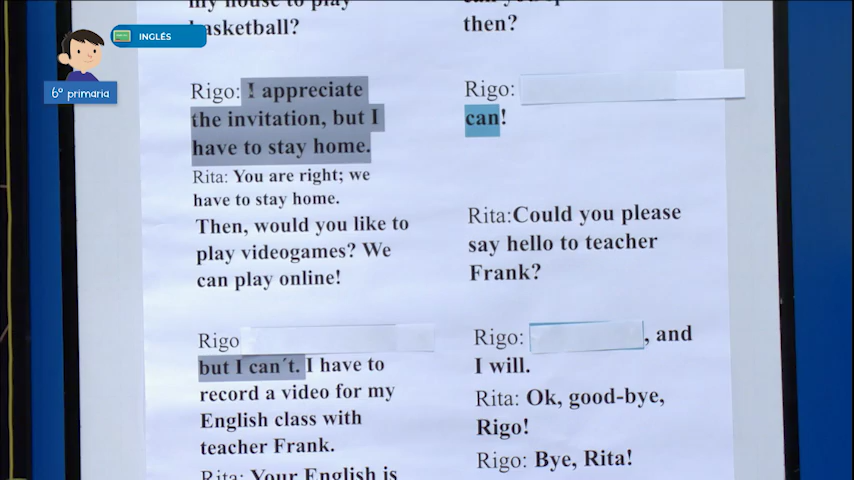 INGLÉS
6º primaria
my house to play
basketball?
Rigo: I appreciate
the invitation, but I
have to stay home.
Rita: You are right; we
have to stay home.
Then, would you like to
play videogames? We
can play online!
Rigo
but I can´t. I have to
record a video for my
English class with
teacher Frank.
Rita: Your English is
then?
Rigo:
can!
Rita:Could you please
say hello to teacher
Frank?
Rigo: , and
I will.
Rita: Ok, good-bye,
Rigo!
Rigo: Bye, Rita!